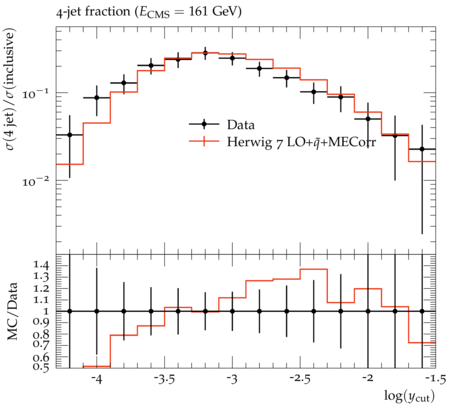 4-jet fraction (E_CMS = 161 GeV)
σ(4 jet)/σ(inclusive)
10⁻¹
10⁻²
Data
Herwig 7 LO+q̃+MECorr
MC/Data
1.4
1.3
1.2
1.1
1
0.9
0.8
0.7
0.6
0.5
-4 -3.5 -3 -2.5 -2 -1.5
log(y_cut)